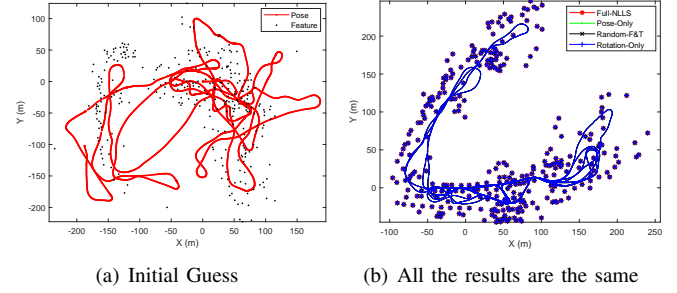 Pose
Feature
100
50
0
-50
-100
-150
-200
Y (m)
-200
-150
-100
-50
0
50
100
150
X (m)
(a) Initial Guess
Full-NLLS
Pose-Only
Random-F&T
Rotation-Only
200
150
100
50
0
Y (m)
-100
-50
0
50
100
150
200
250
X (m)
(b) All the results are the same